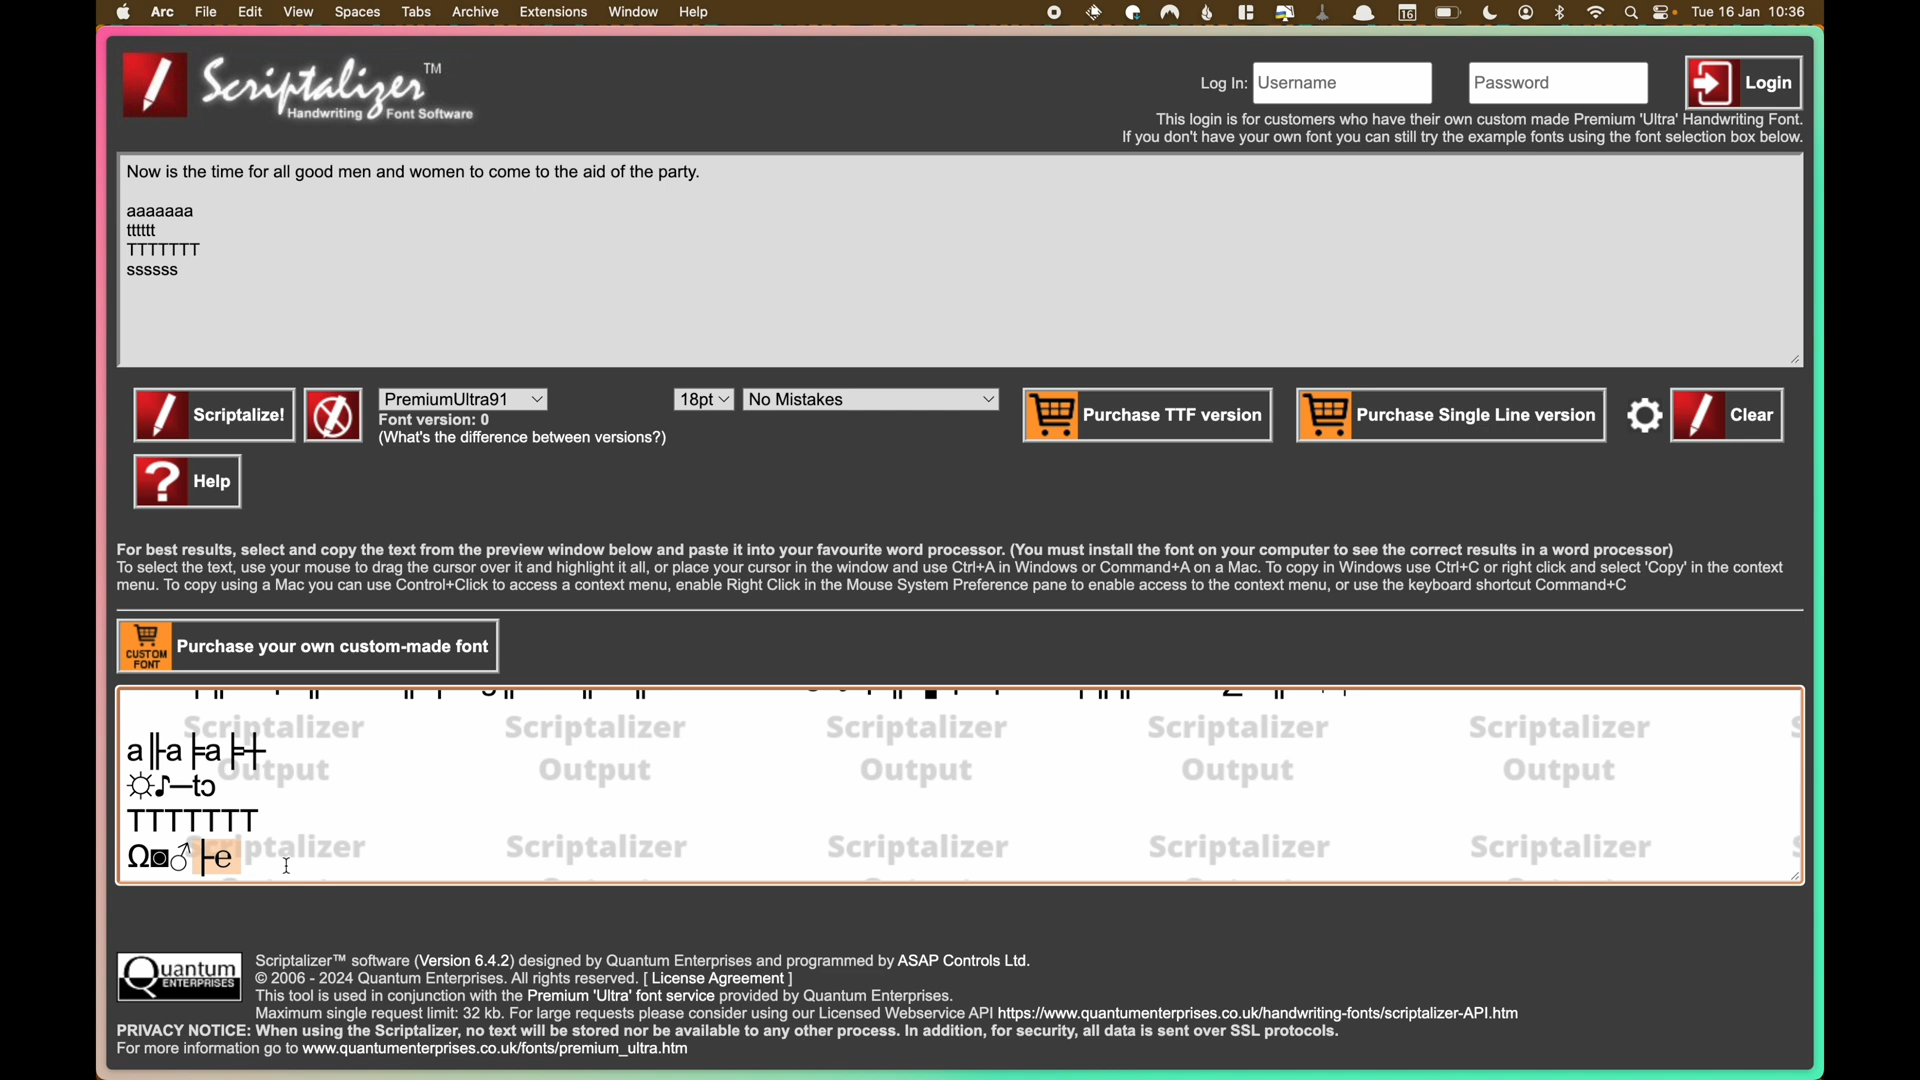 Arc File Edit View Spaces Tabs Archive Extensions Window Help 16 Tue 16 Jan 10:36
Scriptalizer™
Handwriting Font Software
Log In: Username Password Login
This login is for customers who have their own custom made Premium 'Ultra' Handwriting Font.
If you don't have your own font you can still try the example fonts using the font selection box below.
Now is the time for all good men and women to come to the aid of the party.
aaaaaaa
tttttt
TTTTTTT
ssssss
Scriptalize! PremiumUltra91 18pt No Mistakes Purchase TTF version Purchase Single Line version Clear
Font version: 0
(What's the difference between versions?)
Help
For best results, select and copy the text from the preview window below and paste it into your favourite word processor. (You must install the font on your computer to see the correct results in a word processor)
To select the text, use your mouse to drag the cursor over it and highlight it all, or place your cursor in the window and use Ctrl+A in Windows or Command+A on a Mac. To copy in Windows use Ctrl+C or right click and select 'Copy' in the context
menu. To copy using a Mac you can use Control+Click to access a context menu, enable Right Click in the Mouse System Preference pane to enable access to the context menu, or use the keyboard shortcut Command+C
CUSTOM FONT Purchase your own custom-made font
Scriptalizer Scriptalizer Scriptalizer Scriptalizer Scriptalizer
a╟a╞a╞┼
Output Output Output Output Output
☼♪─tɔ
TTTTTTT
Scriptalizer Scriptalizer Scriptalizer Scriptalizer Scriptalizer
Ω◙♂├℮
Quantum ENTERPRISES
Scriptalizer™ software (Version 6.4.2) designed by Quantum Enterprises and programmed by ASAP Controls Ltd.
© 2006 - 2024 Quantum Enterprises. All rights reserved. [ License Agreement ]
This tool is used in conjunction with the Premium 'Ultra' font service provided by Quantum Enterprises.
Maximum single request limit: 32 kb. For large requests please consider using our Licensed Webservice API https://www.quantumenterprises.co.uk/handwriting-fonts/scriptalizer-API.htm
PRIVACY NOTICE: When using the Scriptalizer, no text will be stored nor be available to any other process. In addition, for security, all data is sent over SSL protocols.
For more information go to www.quantumenterprises.co.uk/fonts/premium_ultra.htm